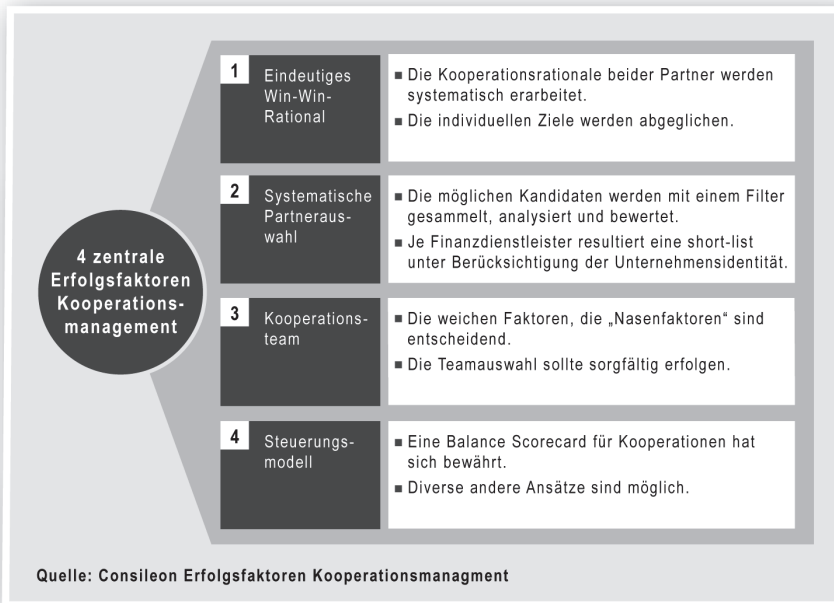 4 zentrale
Erfolgsfaktoren
Kooperations-
management
1
Eindeutiges
Win-Win-
Rational
■ Die Kooperationsrationale beider Partner werden
systematisch erarbeitet.
■ Die individuellen Ziele werden abgeglichen.
2
Systematische
Partneraus-
wahl
■ Die möglichen Kandidaten werden mit einem Filter
gesammelt, analysiert und bewertet.
■ Je Finanzdienstleister resultiert eine short-list
unter Berücksichtigung der Unternehmensidentität.
3
Kooperations-
team
■ Die weichen Faktoren, die „Nasenfaktoren“ sind
entscheidend.
■ Die Teamauswahl sollte sorgfältig erfolgen.
4
Steuerungs-
modell
■ Eine Balance Scorecard für Kooperationen hat
sich bewährt.
■ Diverse andere Ansätze sind möglich.
Quelle: Consileon Erfolgsfaktoren Kooperationsmanagment